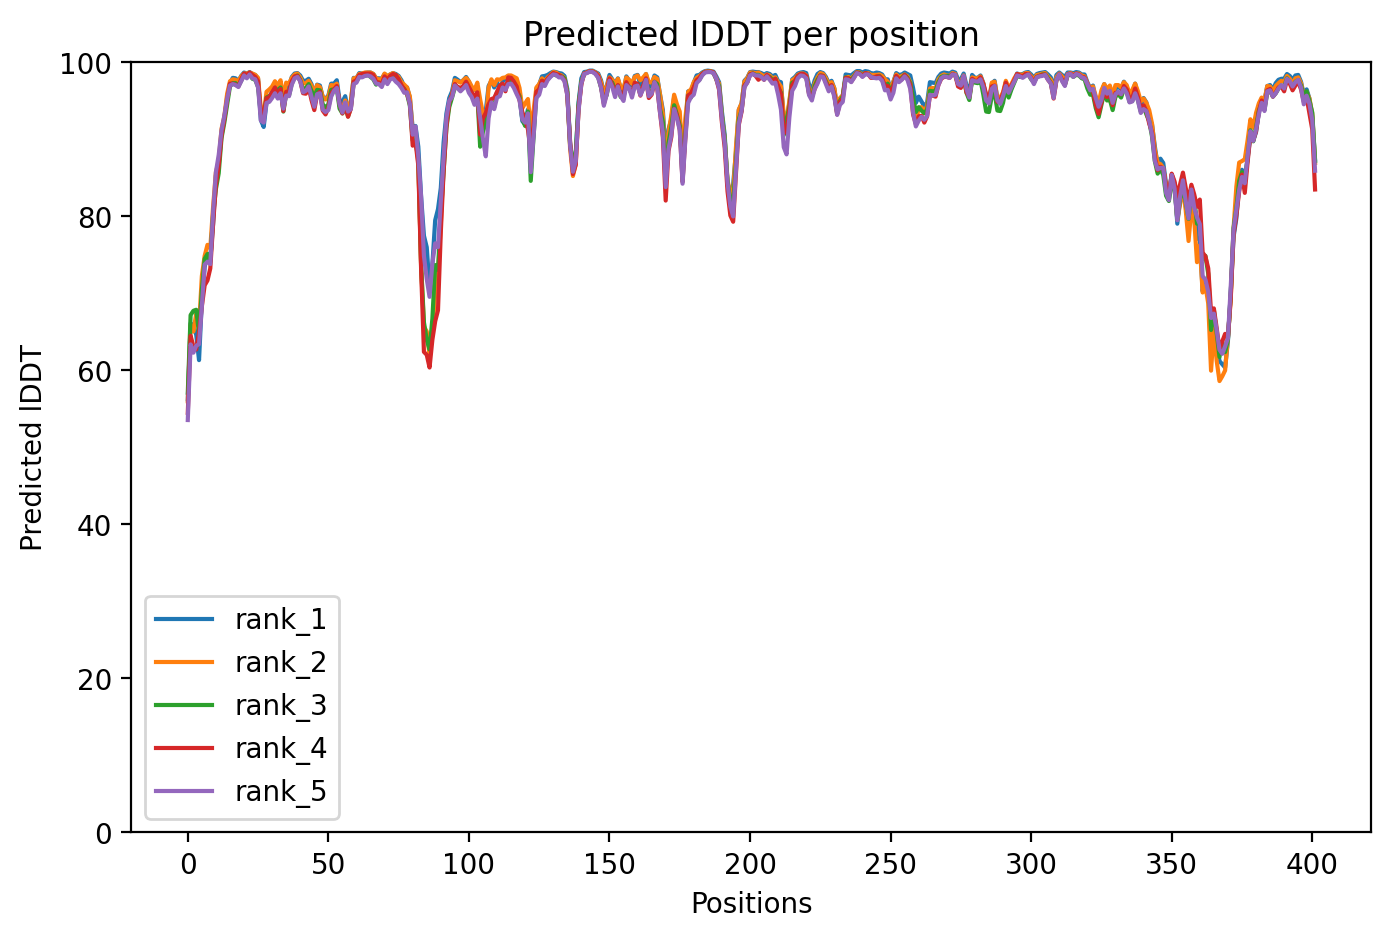 Predicted lDDT per position
100
80
60
40
20
0
Predicted lDDT
rank_1
rank_2
rank_3
rank_4
rank_5
0 50 100 150 200 250 300 350 400
Positions